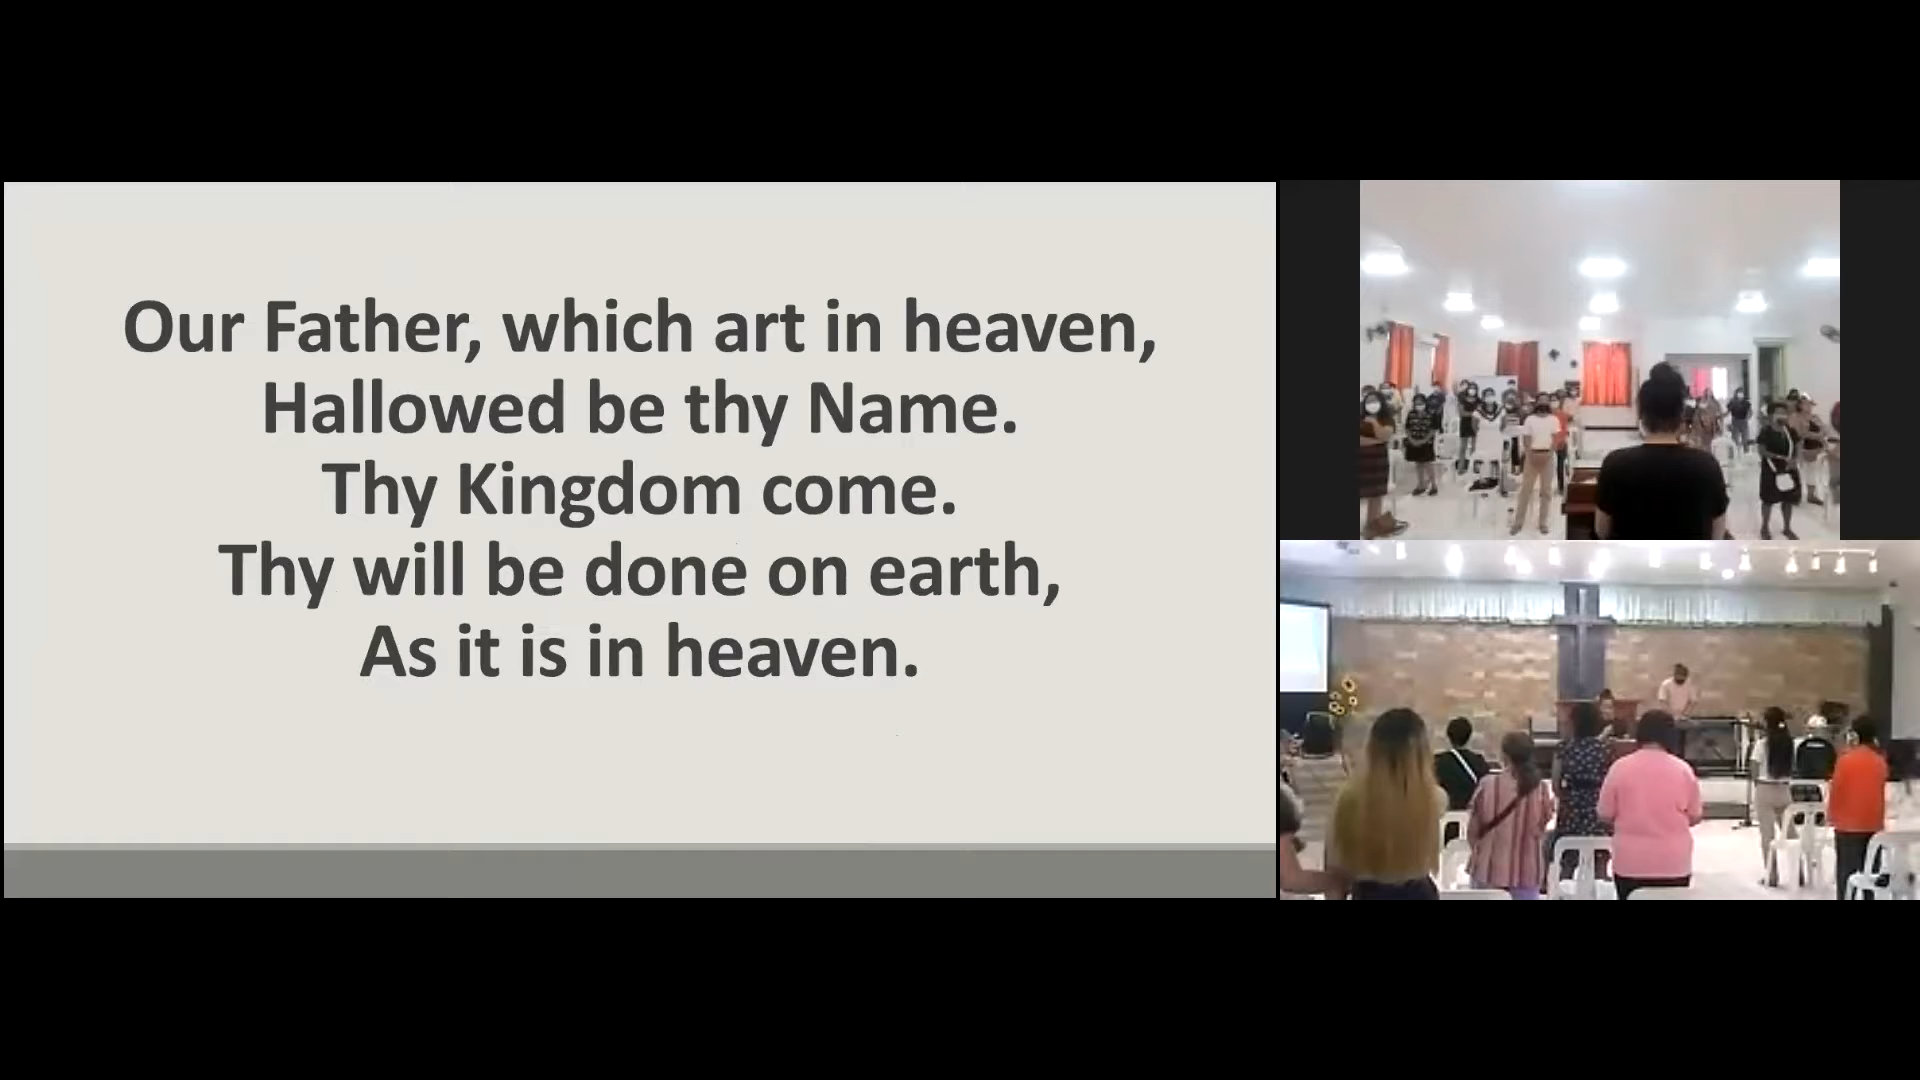 Our Father, which art in heaven,
Hallowed be thy Name.
Thy Kingdom come.
Thy will be done on earth,
As it is in heaven.